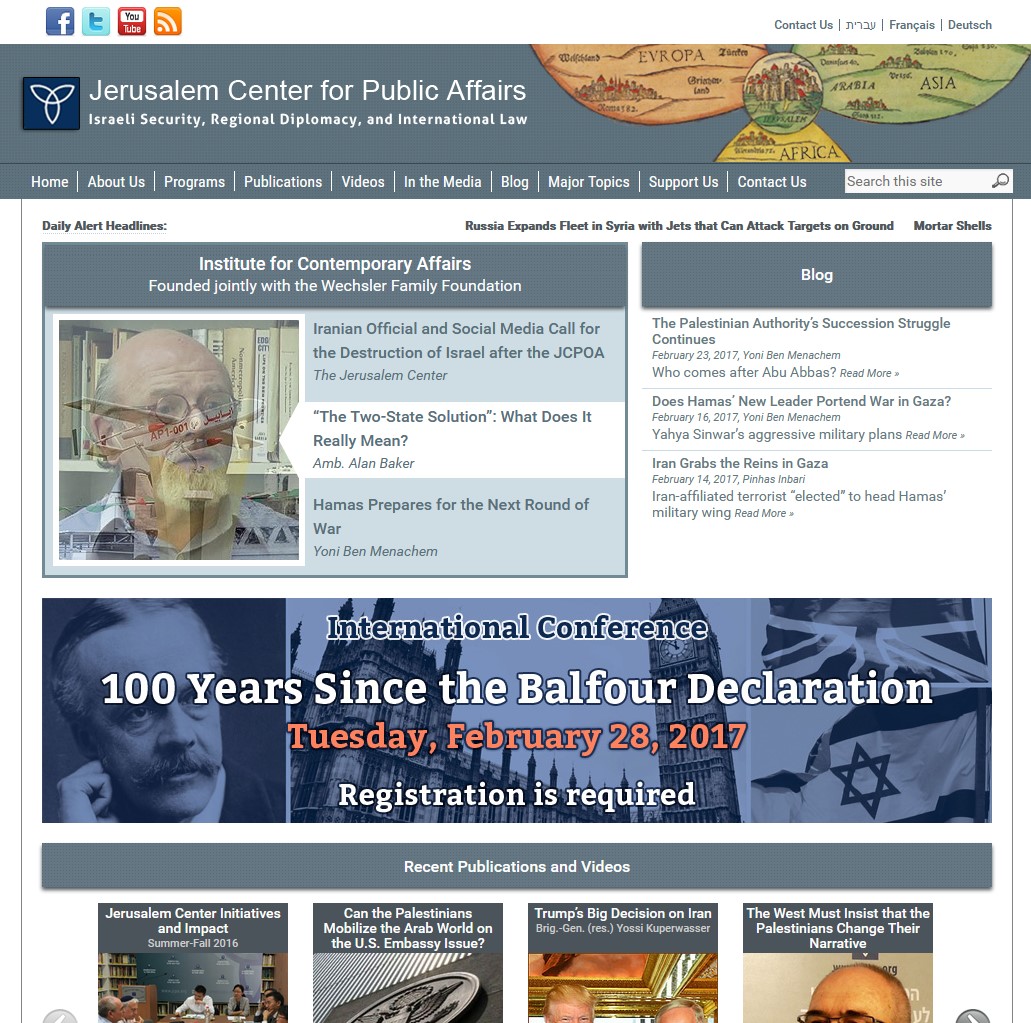 You
Tube
Contact Us | עברית | Français | Deutsch
Jerusalem Center for Public Affairs
Israeli Security, Regional Diplomacy, and International Law
EVROPA
ASIA
ARABIA
AFRICA
Home | About Us | Programs | Publications | Videos | In the Media | Blog | Major Topics | Support Us | Contact Us
Search this site
Daily Alert Headlines: Russia Expands Fleet in Syria with Jets that Can Attack Targets on Ground Mortar Shells
Institute for Contemporary Affairs
Founded jointly with the Wechsler Family Foundation
Iranian Official and Social Media Call for
the Destruction of Israel after the JCPOA
The Jerusalem Center
“The Two-State Solution”: What Does It
Really Mean?
Amb. Alan Baker
Hamas Prepares for the Next Round of
War
Yoni Ben Menachem
AP1-001
Blog
The Palestinian Authority’s Succession Struggle
Continues
February 23, 2017, Yoni Ben Menachem
Who comes after Abu Abbas? Read More »
Does Hamas’ New Leader Portend War in Gaza?
February 16, 2017, Yoni Ben Menachem
Yahya Sinwar’s aggressive military plans Read More »
Iran Grabs the Reins in Gaza
February 14, 2017, Pinhas Inbari
Iran-affiliated terrorist “elected” to head Hamas’
military wing Read More »
International Conference
100 Years Since the Balfour Declaration
Tuesday, February 28, 2017
Registration is required
Recent Publications and Videos
Jerusalem Center Initiatives
and Impact
Summer-Fall 2016
Can the Palestinians
Mobilize the Arab World on
the U.S. Embassy Issue?
Trump’s Big Decision on Iran
Brig.-Gen. (res.) Yossi Kuperwasser
The West Must Insist that the
Palestinians Change Their
Narrative